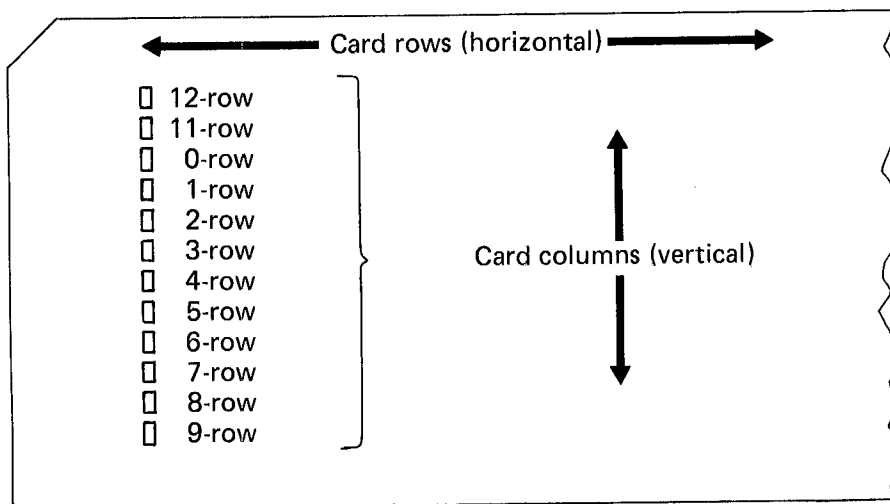 Card rows (horizontal)
12-row
11-row
0-row
1-row
2-row
3-row
4-row
Card columns (vertical)
5-row
6-row
7-row
8-row
9-row